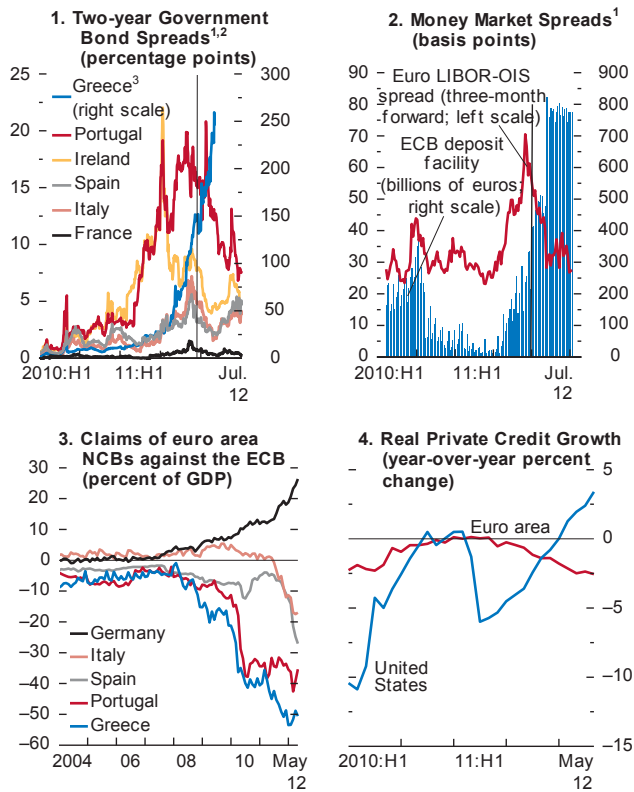 1. Two-year Government
Bond Spreads1,2
(percentage points)
25
20
15
10
5
0
300
250
200
150
100
50
0
Greece3
(right scale)
Portugal
Ireland
Spain
Italy
France
2010:H1
11:H1
Jul.
12
2. Money Market Spreads1
(basis points)
90
80
70
60
50
40
30
20
10
0
900
800
700
600
500
400
300
200
100
0
Euro LIBOR-OIS
spread (three-month
forward; left scale)
ECB deposit
facility
(billions of euros;
right scale)
2010:H1
11:H1
Jul.
12
3. Claims of euro area
NCBs against the ECB
(percent of GDP)
30
20
10
0
–10
–20
–30
–40
–50
–60
Germany
Italy
Spain
Portugal
Greece
2004
06
08
10
May
12
4. Real Private Credit Growth
(year-over-year percent
change)
5
0
–5
–10
–15
Euro area
United
States
2010:H1
11:H1
May
12